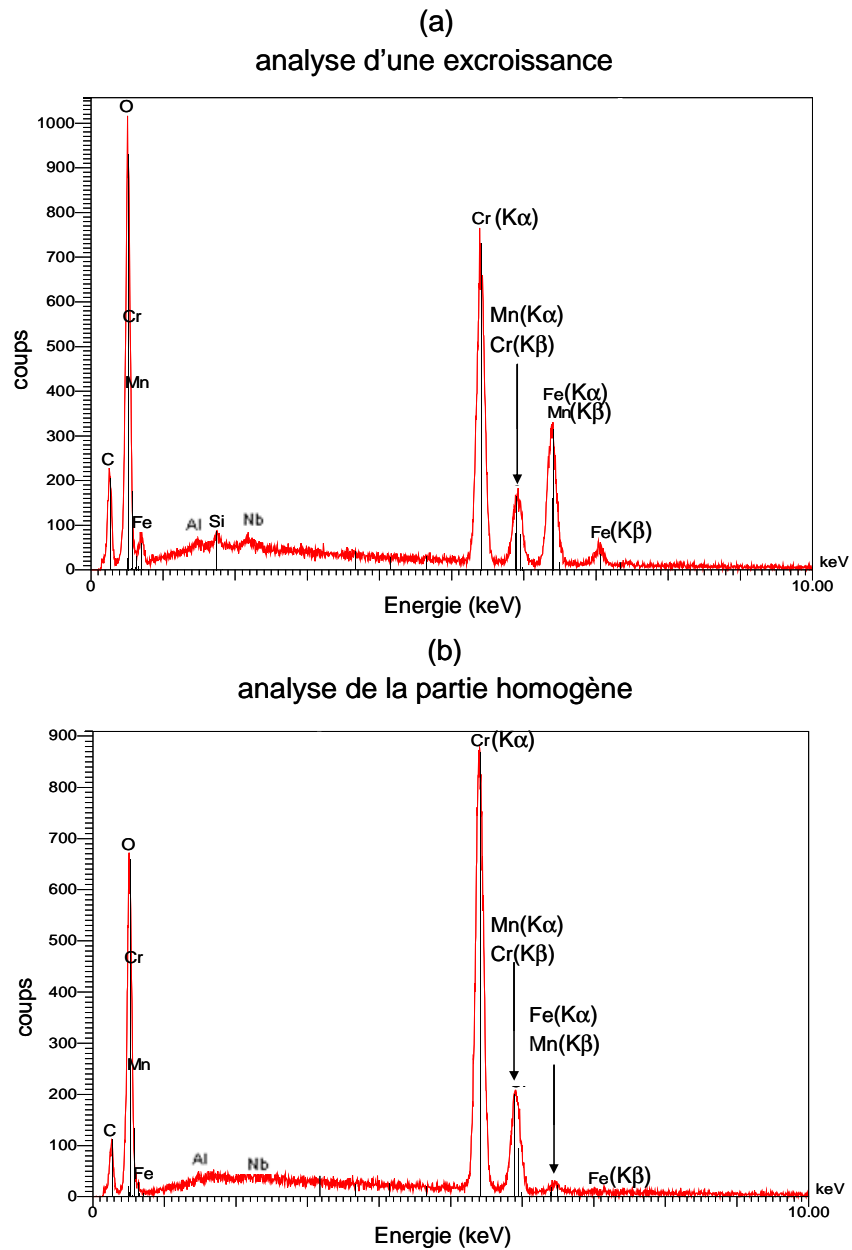 (a)
analyse d'une excroissance
O
1000
900
800
Cr (Kα)
700
600
Cr
Mn(Kα)
Cr(Kβ)
500
coups
400
Mn
Fe(Kα)
Mn(Kβ)
300
C
200
Fe
Al
Si
Nb
Fe(Kβ)
100
0
keV
0
10.00
Energie (keV)
(b)
analyse de la partie homogène
900
Cr(Kα)
800
700
O
600
Mn(Kα)
Cr(Kβ)
500
Cr
400
coups
Fe(Kα)
Mn(Kβ)
300
Mn
200
C
100
Fe
Al
Nb
Fe(Kβ)
0
keV
0
10.00
Energie (keV)